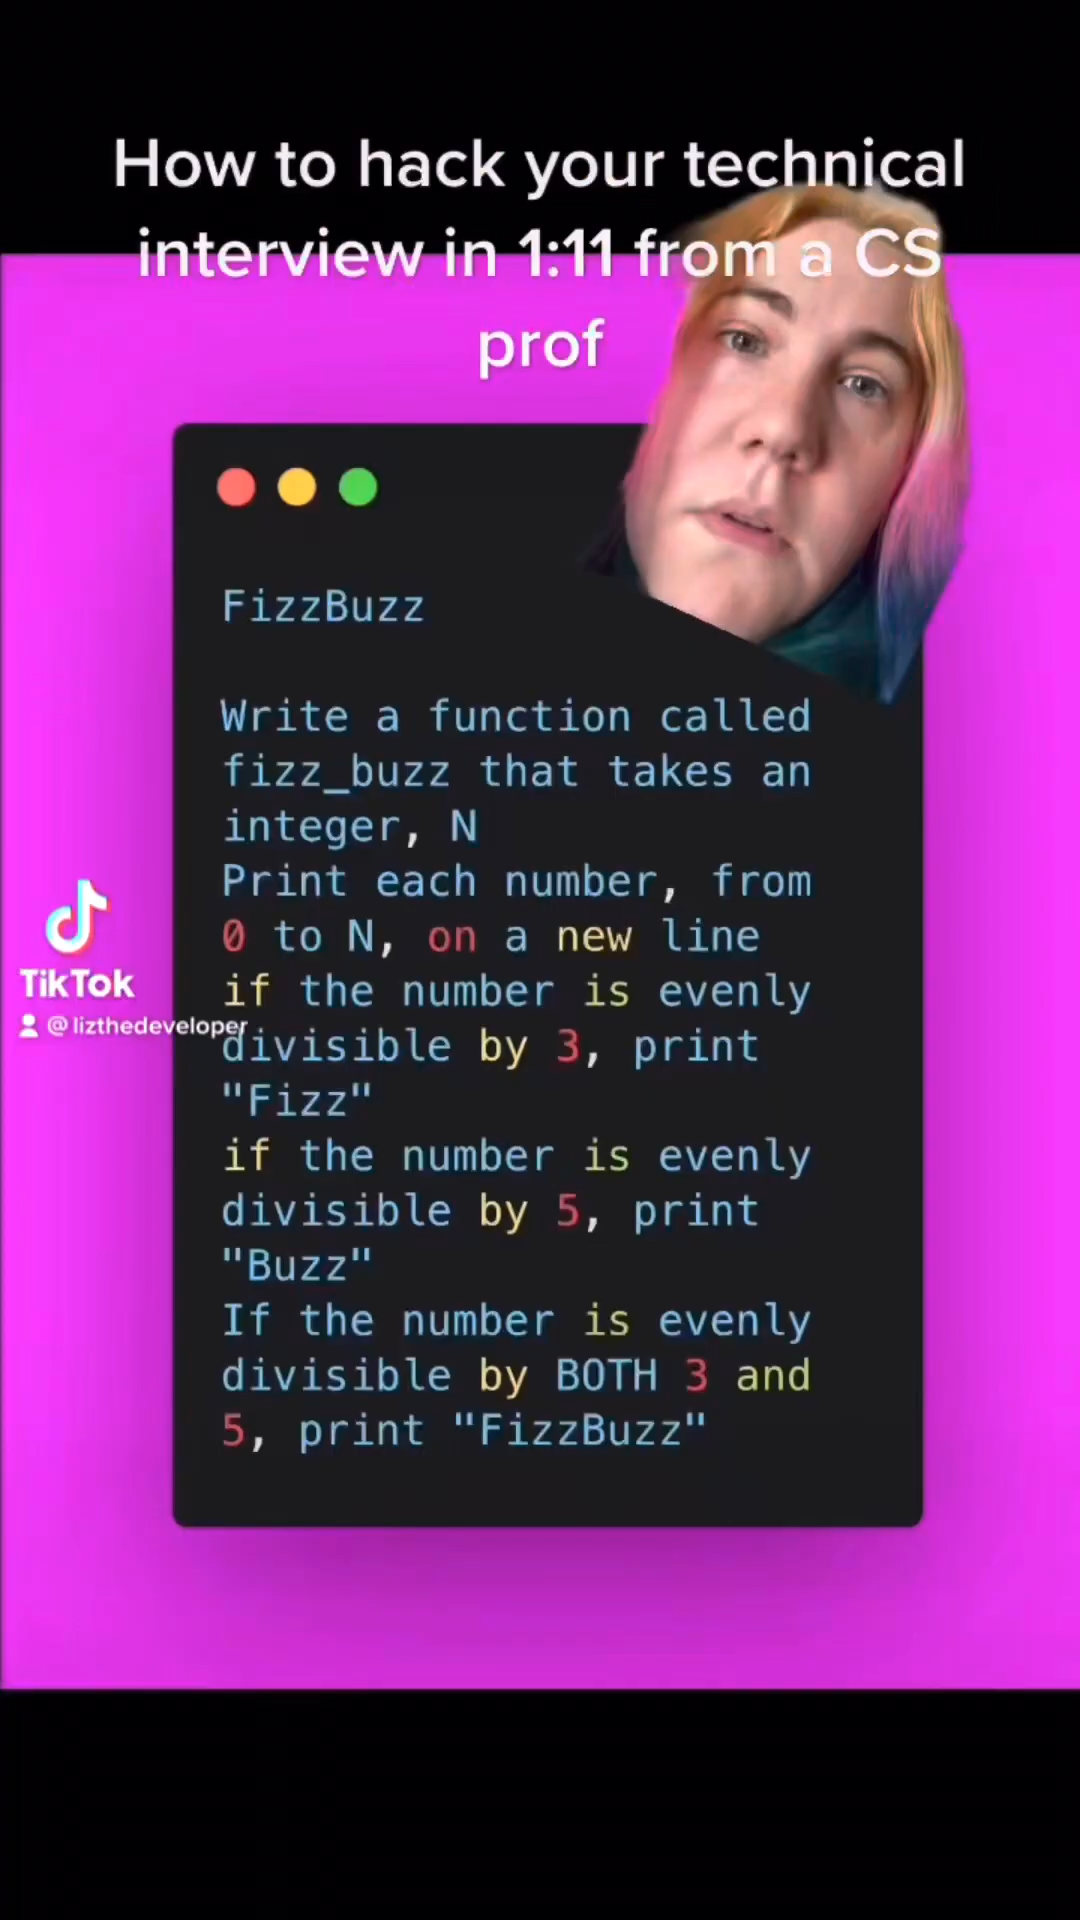 How to hack your technical
interview in 1:11 from a CS
prof
FizzBuzz
Write a function called
fizz_buzz that takes an
integer, N
Print each number, from
0 to N, on a new line
if the number is evenly
divisible by 3, print
"Fizz"
if the number is evenly
divisible by 5, print
"Buzz"
If the number is evenly
divisible by BOTH 3 and
5, print "FizzBuzz"
TikTok
@lizthedeveloper